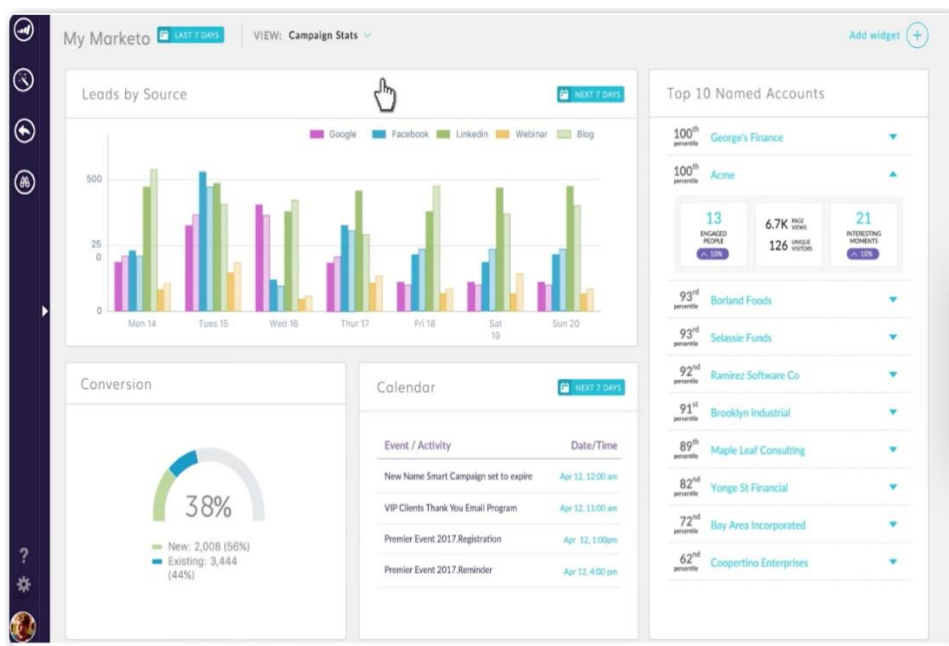 My Marketo
LAST 7 DAYS
VIEW: Campaign Stats
Add widget
Leads by Source
NEXT 7 DAYS
Google Facebook Linkedin Webinar Blog
500
25
0
0
Mon 14 Tues 15 Wed 16 Thur 17 Fri 18 Sat Sun 20
19
Conversion
38%
New: 2,008 (56%)
Existing: 3,444
(44%)
Calendar
NEXT 7 DAYS
Event / Activity Date/Time
New Name Smart Campaign set to expire Apr 12, 12:00 am
VIP Clients Thank You Email Program Apr 12, 11:00 am
Premier Event 2017.Registration Apr 12, 1:00pm
Premier Event 2017.Reminder Apr 12, 4:00 pm
Top 10 Named Accounts
100th percentile George's Finance
100th percentile Acme
13 ENGAGED PEOPLE 10%
6.7K PAGE VIEWS
126 UNIQUE VISITORS
21 INTERESTING MOMENTS 18%
93rd percentile Borland Foods
93rd percentile Selassie Funds
92nd percentile Ramirez Software Co
91st percentile Brooklyn Industrial
89th percentile Maple Leaf Consulting
82nd percentile Yonge St Financial
72nd percentile Bay Area Incorporated
62nd percentile Coopertino Enterprises
?